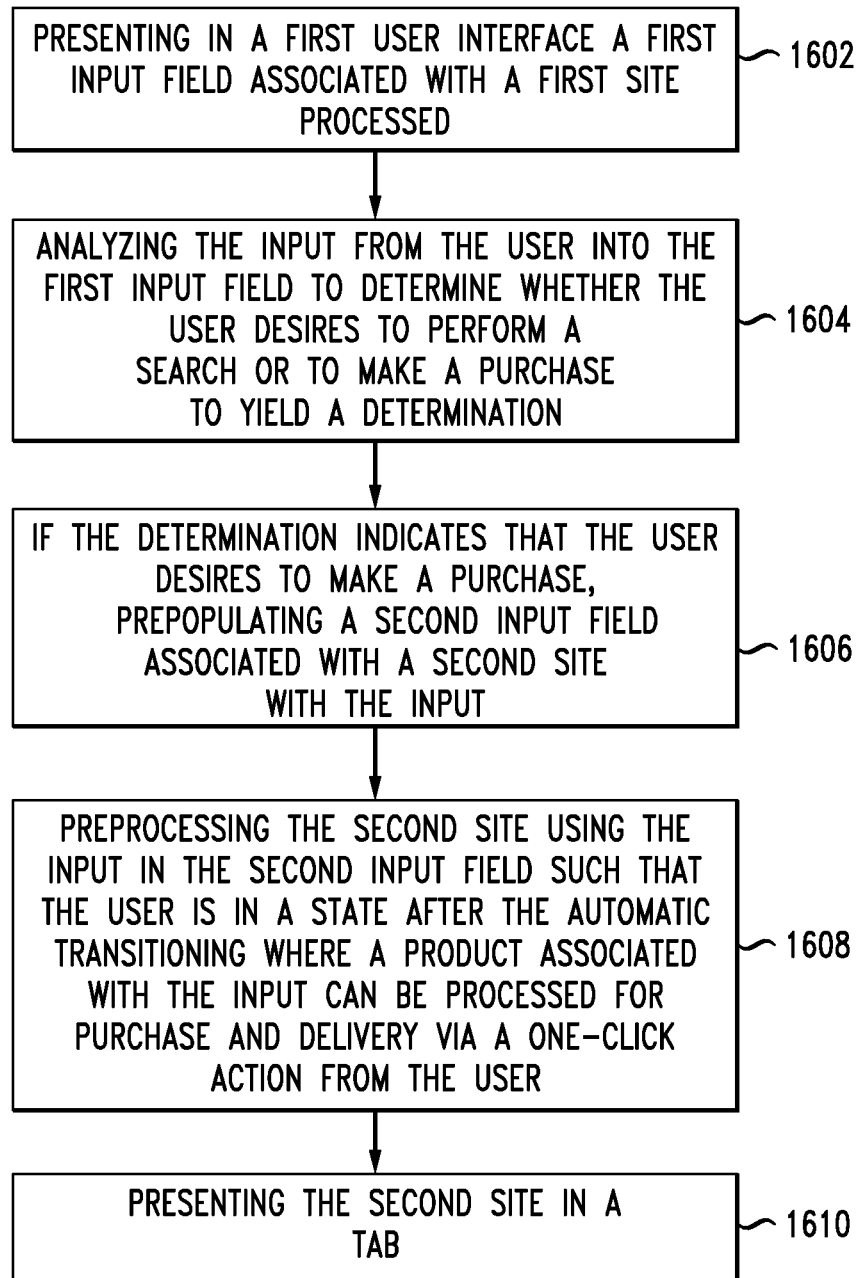 PRESENTING IN A FIRST USER INTERFACE A FIRST
INPUT FIELD ASSOCIATED WITH A FIRST SITE
PROCESSED
1602
ANALYZING THE INPUT FROM THE USER INTO THE
FIRST INPUT FIELD TO DETERMINE WHETHER THE
USER DESIRES TO PERFORM A
SEARCH OR TO MAKE A PURCHASE
TO YIELD A DETERMINATION
1604
IF THE DETERMINATION INDICATES THAT THE USER
DESIRES TO MAKE A PURCHASE,
PREPOPULATING A SECOND INPUT FIELD
ASSOCIATED WITH A SECOND SITE
WITH THE INPUT
1606
PREPROCESSING THE SECOND SITE USING THE
INPUT IN THE SECOND INPUT FIELD SUCH THAT
THE USER IS IN A STATE AFTER THE AUTOMATIC
TRANSITIONING WHERE A PRODUCT ASSOCIATED
WITH THE INPUT CAN BE PROCESSED FOR
PURCHASE AND DELIVERY VIA A ONE-CLICK
ACTION FROM THE USER
1608
PRESENTING THE SECOND SITE IN A
TAB
1610